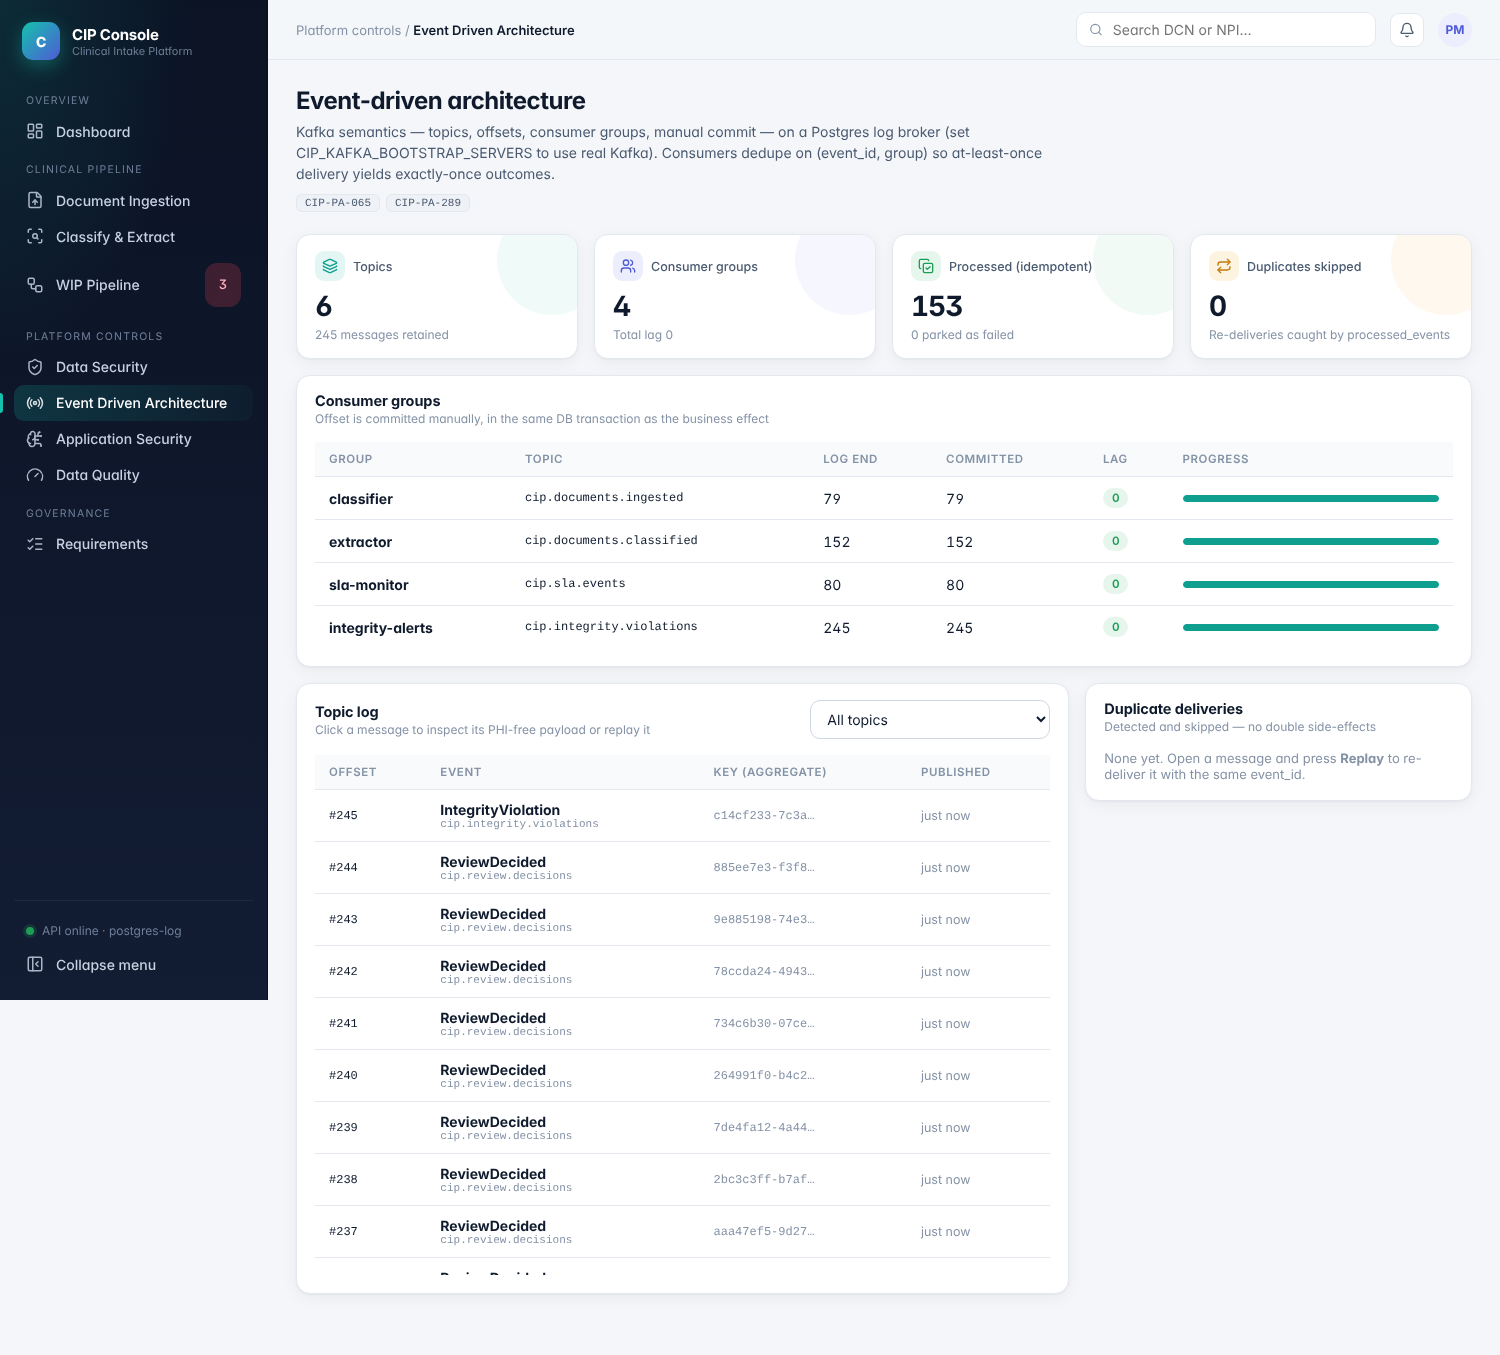 C
CIP Console
Clinical Intake Platform
OVERVIEW
Dashboard
CLINICAL PIPELINE
Document Ingestion
Classify & Extract
WIP Pipeline
3
PLATFORM CONTROLS
Data Security
Event Driven Architecture
Application Security
Data Quality
GOVERNANCE
Requirements
API online · postgres-log
Collapse menu
Platform controls / Event Driven Architecture
Search DCN or NPI...
PM
Event-driven architecture
Kafka semantics — topics, offsets, consumer groups, manual commit — on a Postgres log broker (set
CIP_KAFKA_BOOTSTRAP_SERVERS to use real Kafka). Consumers dedupe on (event_id, group) so at-least-once
delivery yields exactly-once outcomes.
CIP-PA-065 CIP-PA-289
Topics
6
245 messages retained
Consumer groups
4
Total lag 0
Processed (idempotent)
153
0 parked as failed
Duplicates skipped
0
Re-deliveries caught by processed_events
Consumer groups
Offset is committed manually, in the same DB transaction as the business effect
GROUP TOPIC LOG END COMMITTED LAG PROGRESS
classifier cip.documents.ingested 79 79 0
extractor cip.documents.classified 152 152 0
sla-monitor cip.sla.events 80 80 0
integrity-alerts cip.integrity.violations 245 245 0
Topic log
Click a message to inspect its PHI-free payload or replay it
All topics
OFFSET EVENT KEY (AGGREGATE) PUBLISHED
#245 IntegrityViolation c14cf233-7c3a… just now
cip.integrity.violations
#244 ReviewDecided 885ee7e3-f3f8… just now
cip.review.decisions
#243 ReviewDecided 9e885198-74e3… just now
cip.review.decisions
#242 ReviewDecided 78ccda24-4943… just now
cip.review.decisions
#241 ReviewDecided 734c6b30-07ce… just now
cip.review.decisions
#240 ReviewDecided 264991f0-b4c2… just now
cip.review.decisions
#239 ReviewDecided 7de4fa12-4a44… just now
cip.review.decisions
#238 ReviewDecided 2bc3c3ff-b7af… just now
cip.review.decisions
#237 ReviewDecided aaa47ef5-9d27… just now
cip.review.decisions
Duplicate deliveries
Detected and skipped — no double side-effects
None yet. Open a message and press Replay to re-
deliver it with the same event_id.